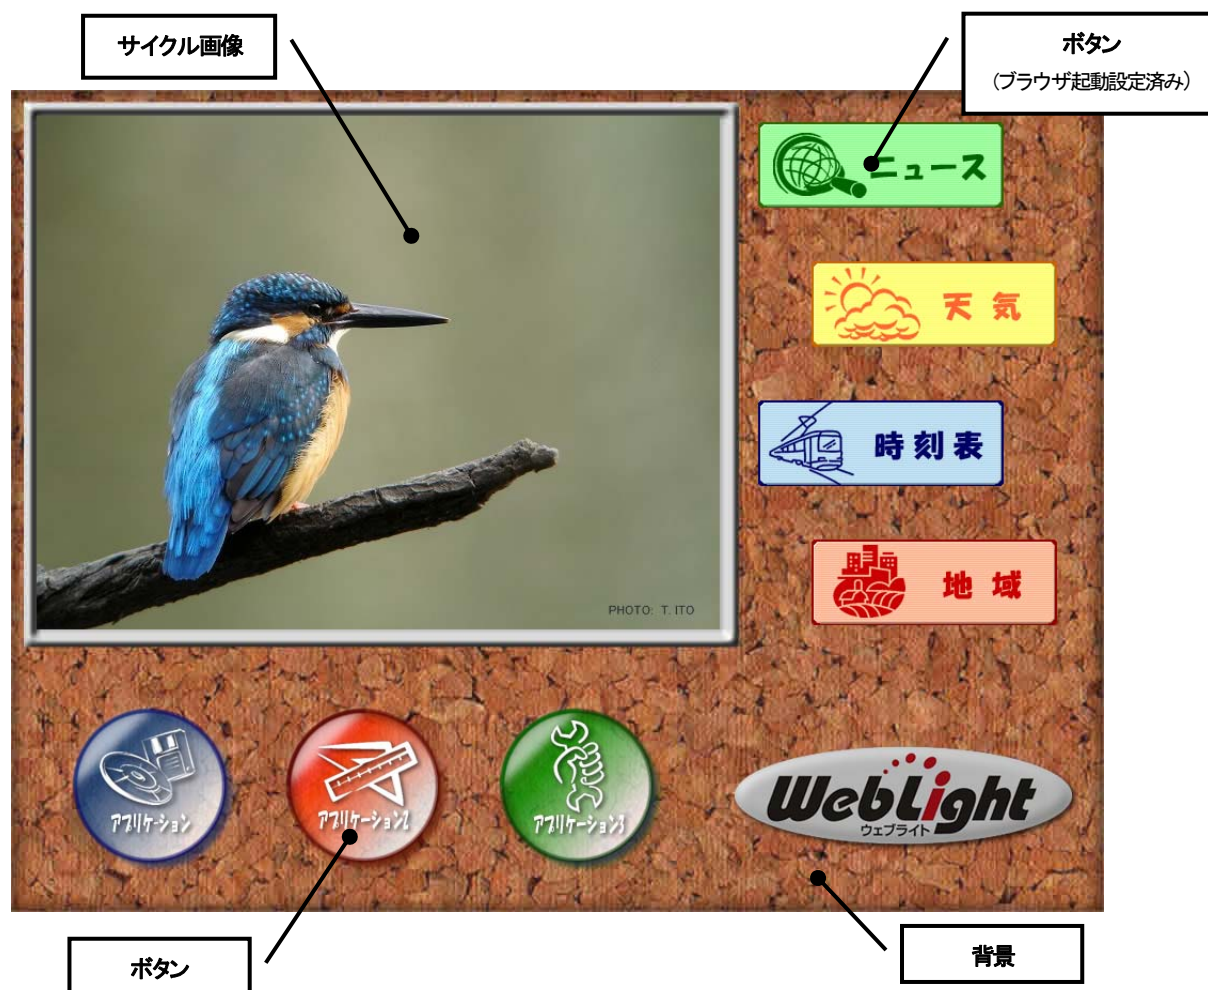 サイクル画像
ボタン
(ブラウザ起動設定済み)
ニュース
天気
時刻表
地域
PHOTO: T. ITO
アプリケーション
アプリケーション2
アプリケーション3
WebLight
ウェブライト
ボタン
背景